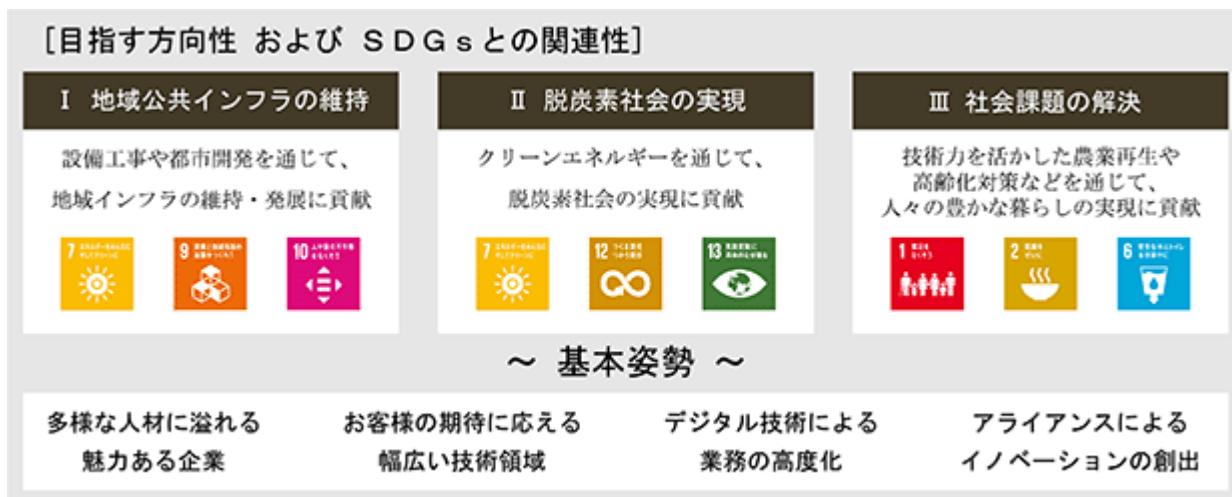 [目指す方向性 および SDGsとの関連性]
Ⅰ 地域公共インフラの維持
設備工事や都市開発を通じて、
地域インフラの維持・発展に貢献
7
9
10
Ⅱ 脱炭素社会の実現
クリーンエネルギーを通じて、
脱炭素社会の実現に貢献
7
12
13
Ⅲ 社会課題の解決
技術力を活かした農業再生や
高齢化対策などを通じて、
人々の豊かな暮らしの実現に貢献
1
2
6
～ 基本姿勢 ～
多様な人材に溢れる
魅力ある企業
お客様の期待に応える
幅広い技術領域
デジタル技術による
業務の高度化
アライアンスによる
イノベーションの創出